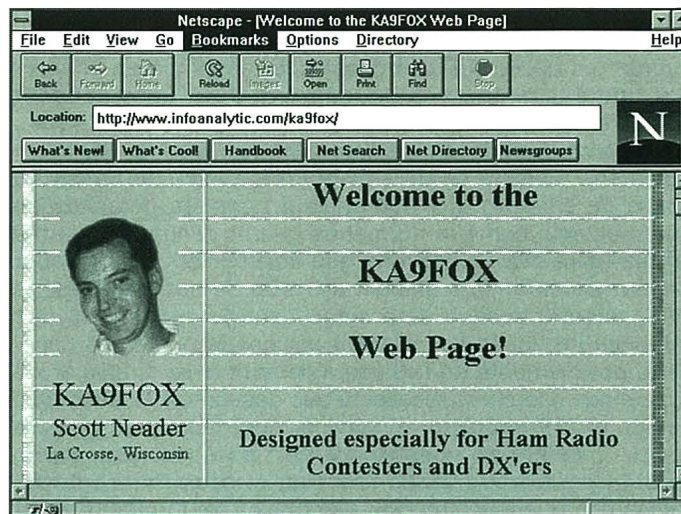 Netscape - [Welcome to the KA9FOX Web Page]
File Edit View Go Bookmarks Options Directory Help
Back Forward Home Reload Images Open Print Find Stop
Location: http://www.infoanalytic.com/ka9fox/
N
What's New! What's Cool! Handbook Net Search Net Directory Newsgroups
Welcome to the
KA9FOX
Web Page!
KA9FOX
Scott Neader
La Crosse, Wisconsin
Designed especially for Ham Radio
Contesters and DX'ers